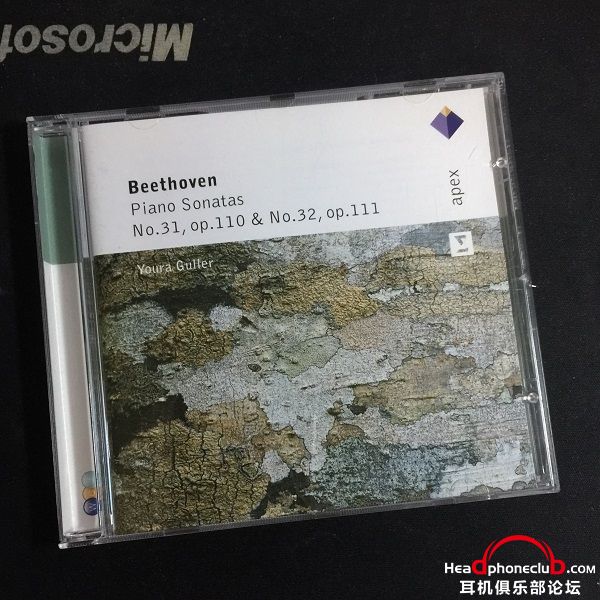 Microsof
Beethoven
Piano Sonatas
No.31, op.110 & No.32, op.111
apex
Youra Guller
W
Headphoneclub.com
耳机俱乐部论坛